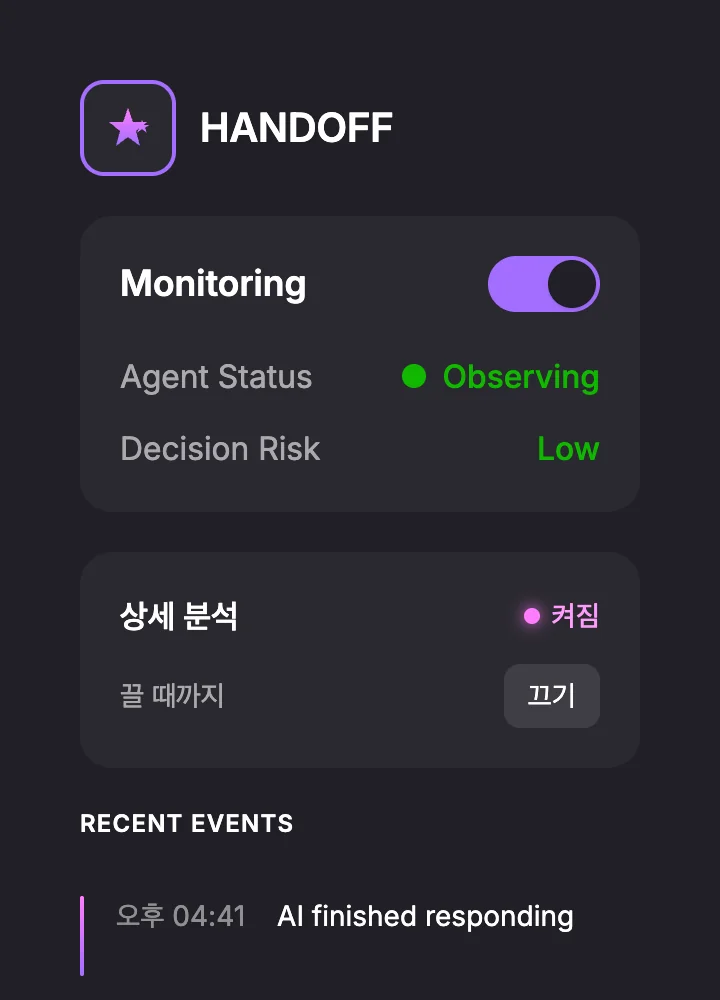 HANDOFF
Monitoring
Agent Status Observing
Decision Risk Low
상세 분석 켜짐
끌 때까지 끄기
RECENT EVENTS
오후 04:41 AI finished responding